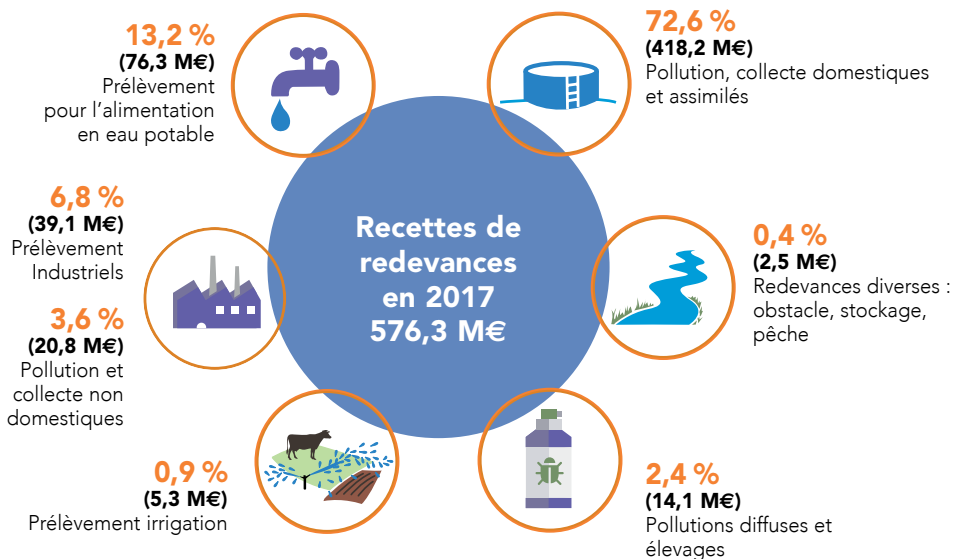 13,2 %
(76,3 M€)
Prélèvement
pour l’alimentation
en eau potable
72,6 %
(418,2 M€)
Pollution, collecte domestiques
et assimilés
6,8 %
(39,1 M€)
Prélèvement
Industriels
3,6 %
(20,8 M€)
Pollution et
collecte non
domestiques
Recettes de
redevances
en 2017
576,3 M€
0,4 %
(2,5 M€)
Redevances diverses :
obstacle, stockage,
pêche
0,9 %
(5,3 M€)
Prélèvement irrigation
2,4 %
(14,1 M€)
Pollutions diffuses et
élevages